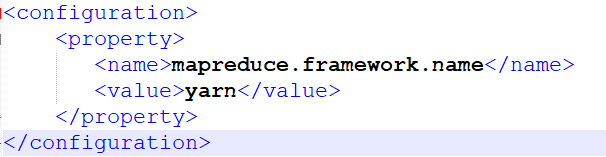 <configuration>
<property>
<name>mapreduce.framework.name</name>
<value>yarn</value>
</property>
</configuration>